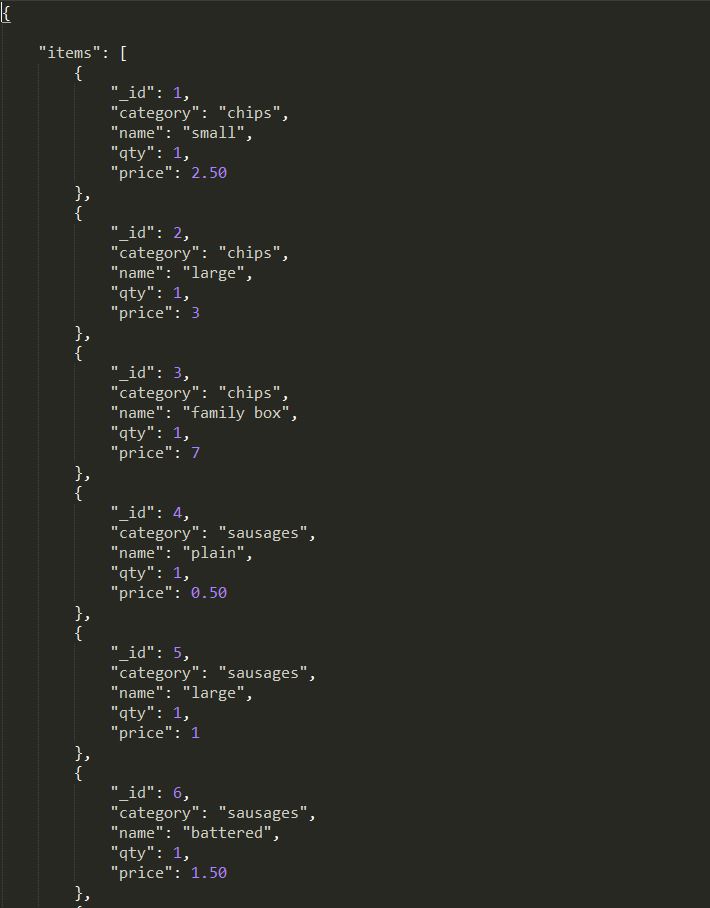 {
"items": [
{
"_id": 1,
"category": "chips",
"name": "small",
"qty": 1,
"price": 2.50
},
{
"_id": 2,
"category": "chips",
"name": "large",
"qty": 1,
"price": 3
},
{
"_id": 3,
"category": "chips",
"name": "family box",
"qty": 1,
"price": 7
},
{
"_id": 4,
"category": "sausages",
"name": "plain",
"qty": 1,
"price": 0.50
},
{
"_id": 5,
"category": "sausages",
"name": "large",
"qty": 1,
"price": 1
},
{
"_id": 6,
"category": "sausages",
"name": "battered",
"qty": 1,
"price": 1.50
},
{